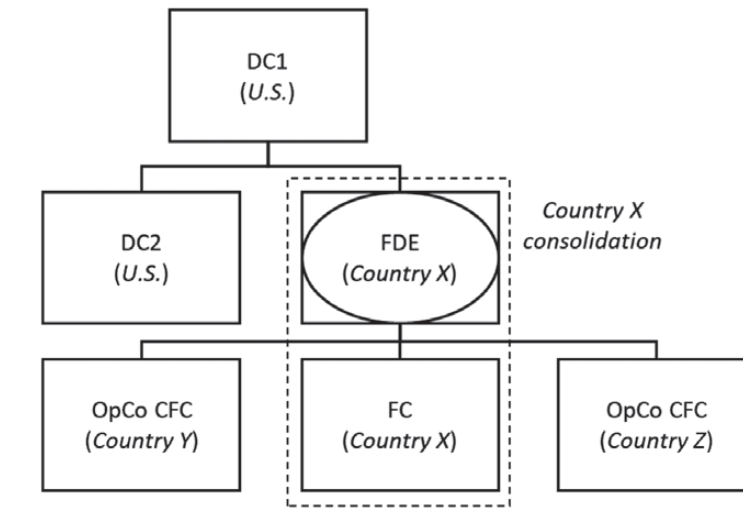 DC1
(U.S.)
DC2
(U.S.)
FDE
(Country X)
Country X
consolidation
OpCo CFC
(Country Y)
FC
(Country X)
OpCo CFC
(Country Z)